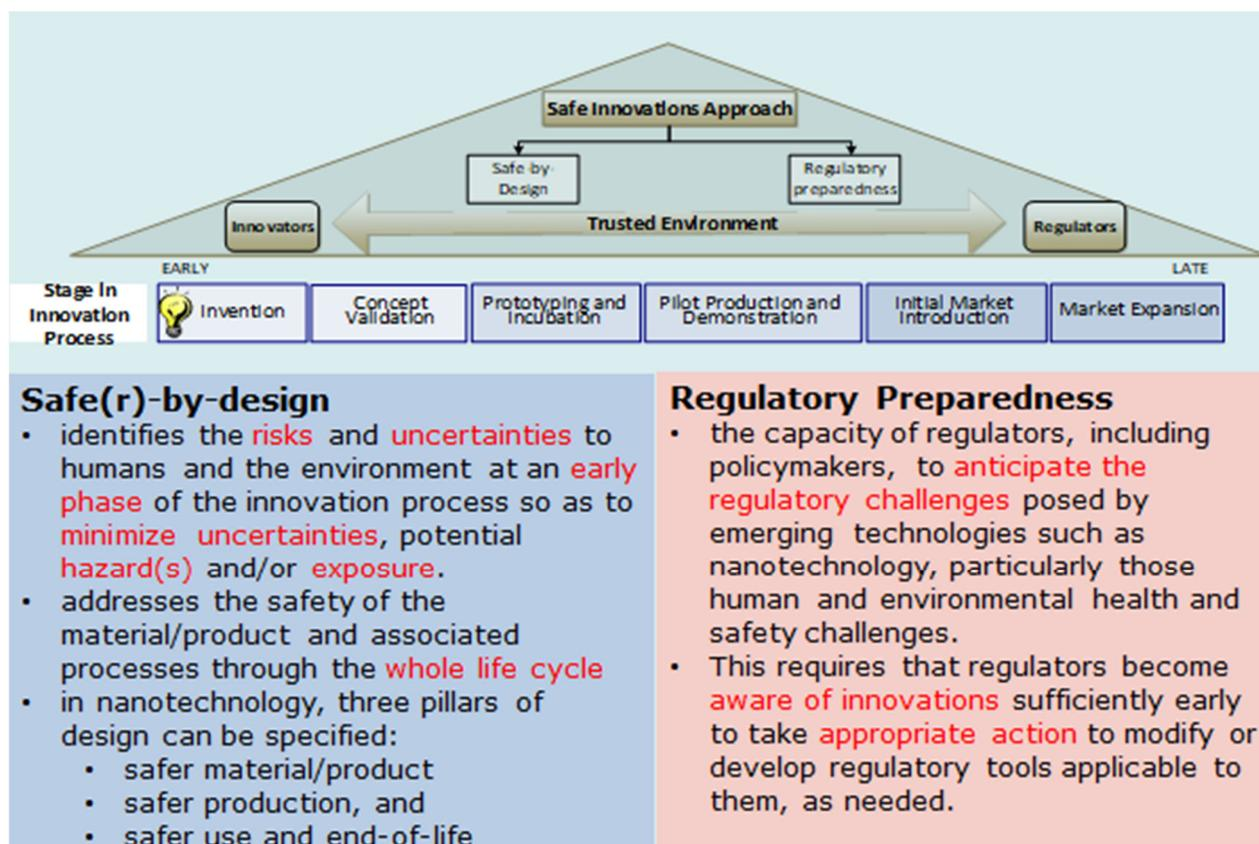 Safe Innovations Approach
Safe-by-
Design
Regulatory
preparedness
Innovators
Trusted Environment
Regulators
EARLY
LATE
Stage in
Innovation
Process
Invention
Concept
Validation
Prototyping and
Incubation
Pilot Production and
Demonstration
Initial Market
Introduction
Market Expansion
Safe(r)-by-design
• identifies the risks and uncertainties to
humans and the environment at an early
phase of the innovation process so as to
minimize uncertainties, potential
hazard(s) and/or exposure.
• addresses the safety of the
material/product and associated
processes through the whole life cycle
• in nanotechnology, three pillars of
design can be specified:
• safer material/product
• safer production, and
• safer use and end-of-life
Regulatory Preparedness
• the capacity of regulators, including
policymakers, to anticipate the
regulatory challenges posed by
emerging technologies such as
nanotechnology, particularly those
human and environmental health and
safety challenges.
• This requires that regulators become
aware of innovations sufficiently early
to take appropriate action to modify or
develop regulatory tools applicable to
them, as needed.